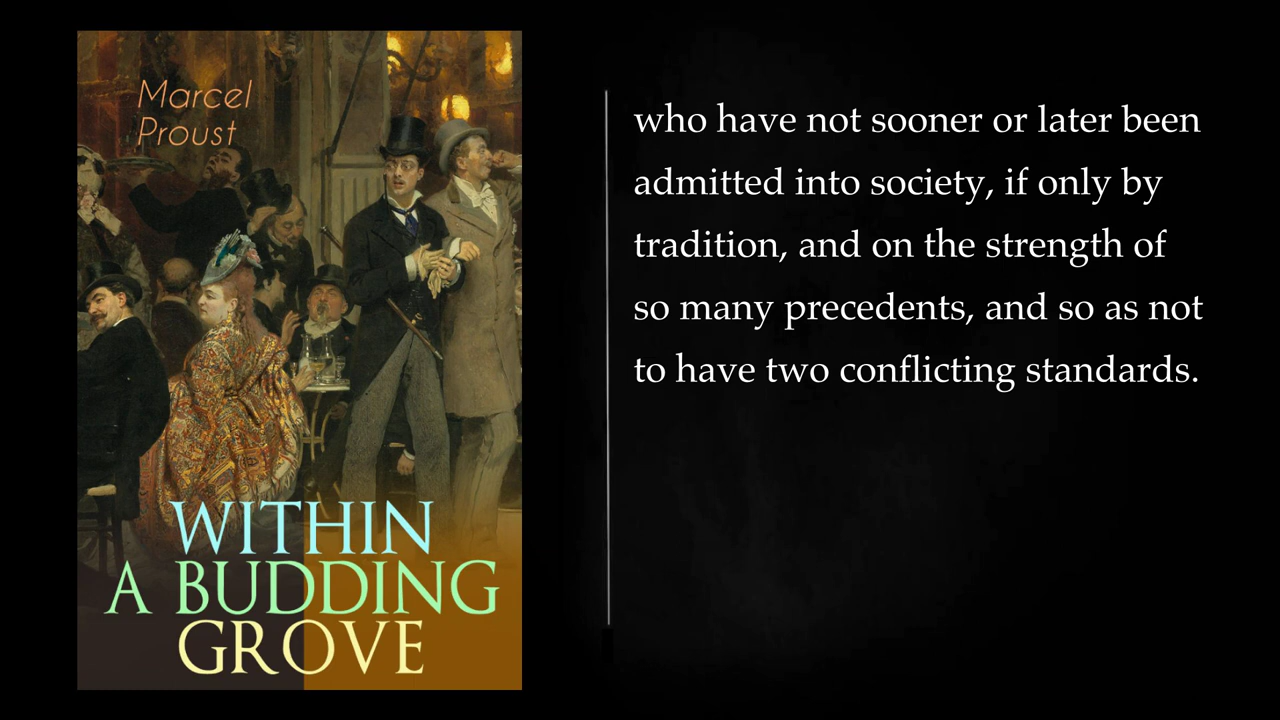 Marcel
Proust
WITHIN
A BUDDING
GROVE
who have not sooner or later been
admitted into society, if only by
tradition, and on the strength of
so many precedents, and so as not
to have two conflicting standards.